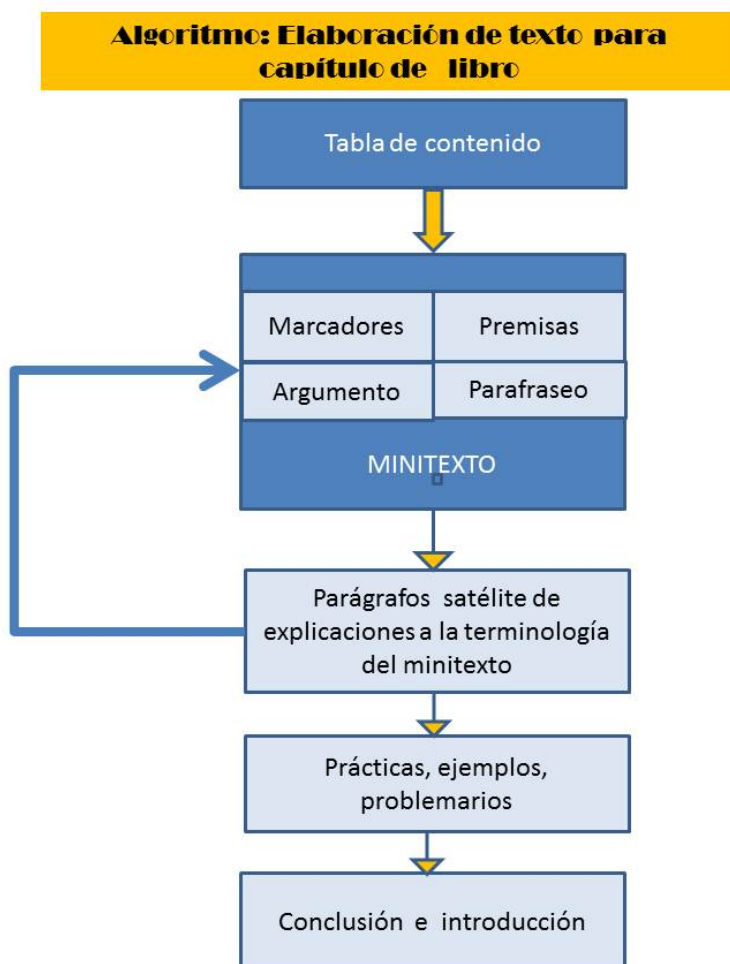 Algoritmo: Elaboración de texto para
capítulo de libro
Tabla de contenido
Marcadores
Premisas
Argumento
Parafraseo
MINITEXTO
Parágrafos satélite de
explicaciones a la terminología
del minitexto
Prácticas, ejemplos,
problemarios
Conclusión e introducción